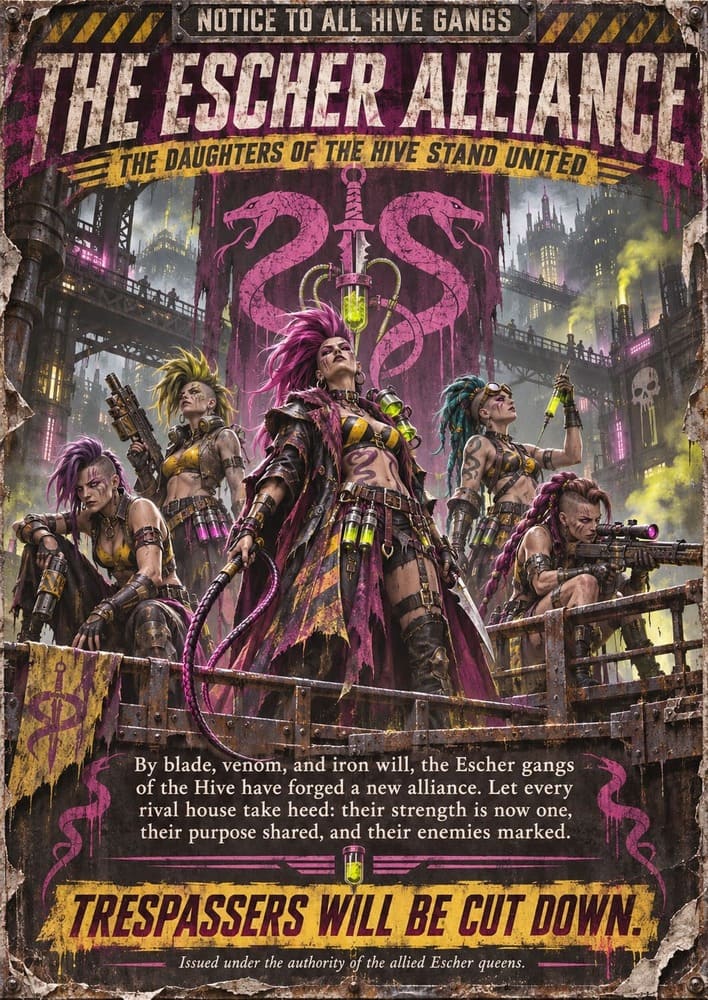 NOTICE TO ALL HIVE GANGS
THE ESCHER ALLIANCE
THE DAUGHTERS OF THE HIVE STAND UNITED
By blade, venom, and iron will, the Escher gangs
of the Hive have forged a new alliance. Let every
rival house take heed: their strength is now one,
their purpose shared, and their enemies marked.
TRESPASSERS WILL BE CUT DOWN.
Issued under the authority of the allied Escher queens.